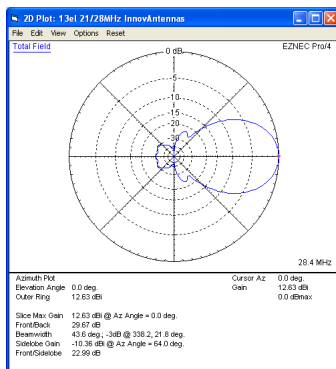 2D Plot: 13el 21/28MHz InnovAntennas
File Edit View Options Reset
Total Field
0 dB
EZNEC Pro/4
-5
-10
-15
-20
-30
28.4 MHz
Azimuth Plot
Cursor Az 0.0 deg.
Elevation Angle 0.0 deg.
Gain 12.63 dBi
Outer Ring 12.63 dBi
0.0 dBmax
Slice Max Gain 12.63 dBi @ Az Angle = 0.0 deg.
Front/Back 29.67 dB
Beamwidth 43.6 deg.; -3dB @ 338.2, 21.8 deg.
Sidelobe Gain -10.36 dBi @ Az Angle = 64.0 deg.
Front/Sidelobe 22.99 dB